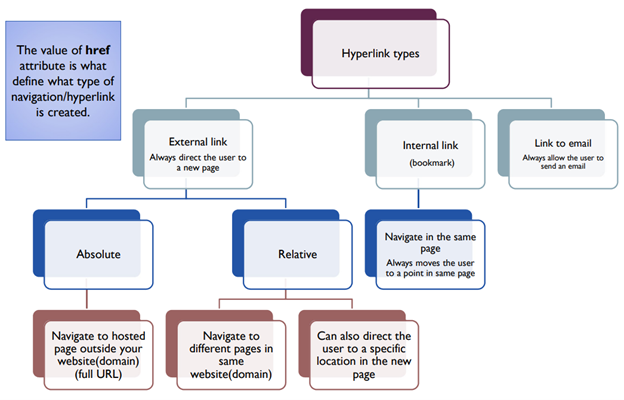 The value of href
attribute is what
define what type of
navigation/hyperlink
is created.
Hyperlink types
External link
Always direct the user to
a new page
Internal link
(bookmark)
Link to email
Always allow the user to
send an email
Absolute
Relative
Navigate in the same
page
Always moves the user
to a point in same page
Navigate to hosted
page outside your
website(domain)
(full URL)
Navigate to
different pages in
same
website(domain)
Can also direct the
user to a specific
location in the new
page